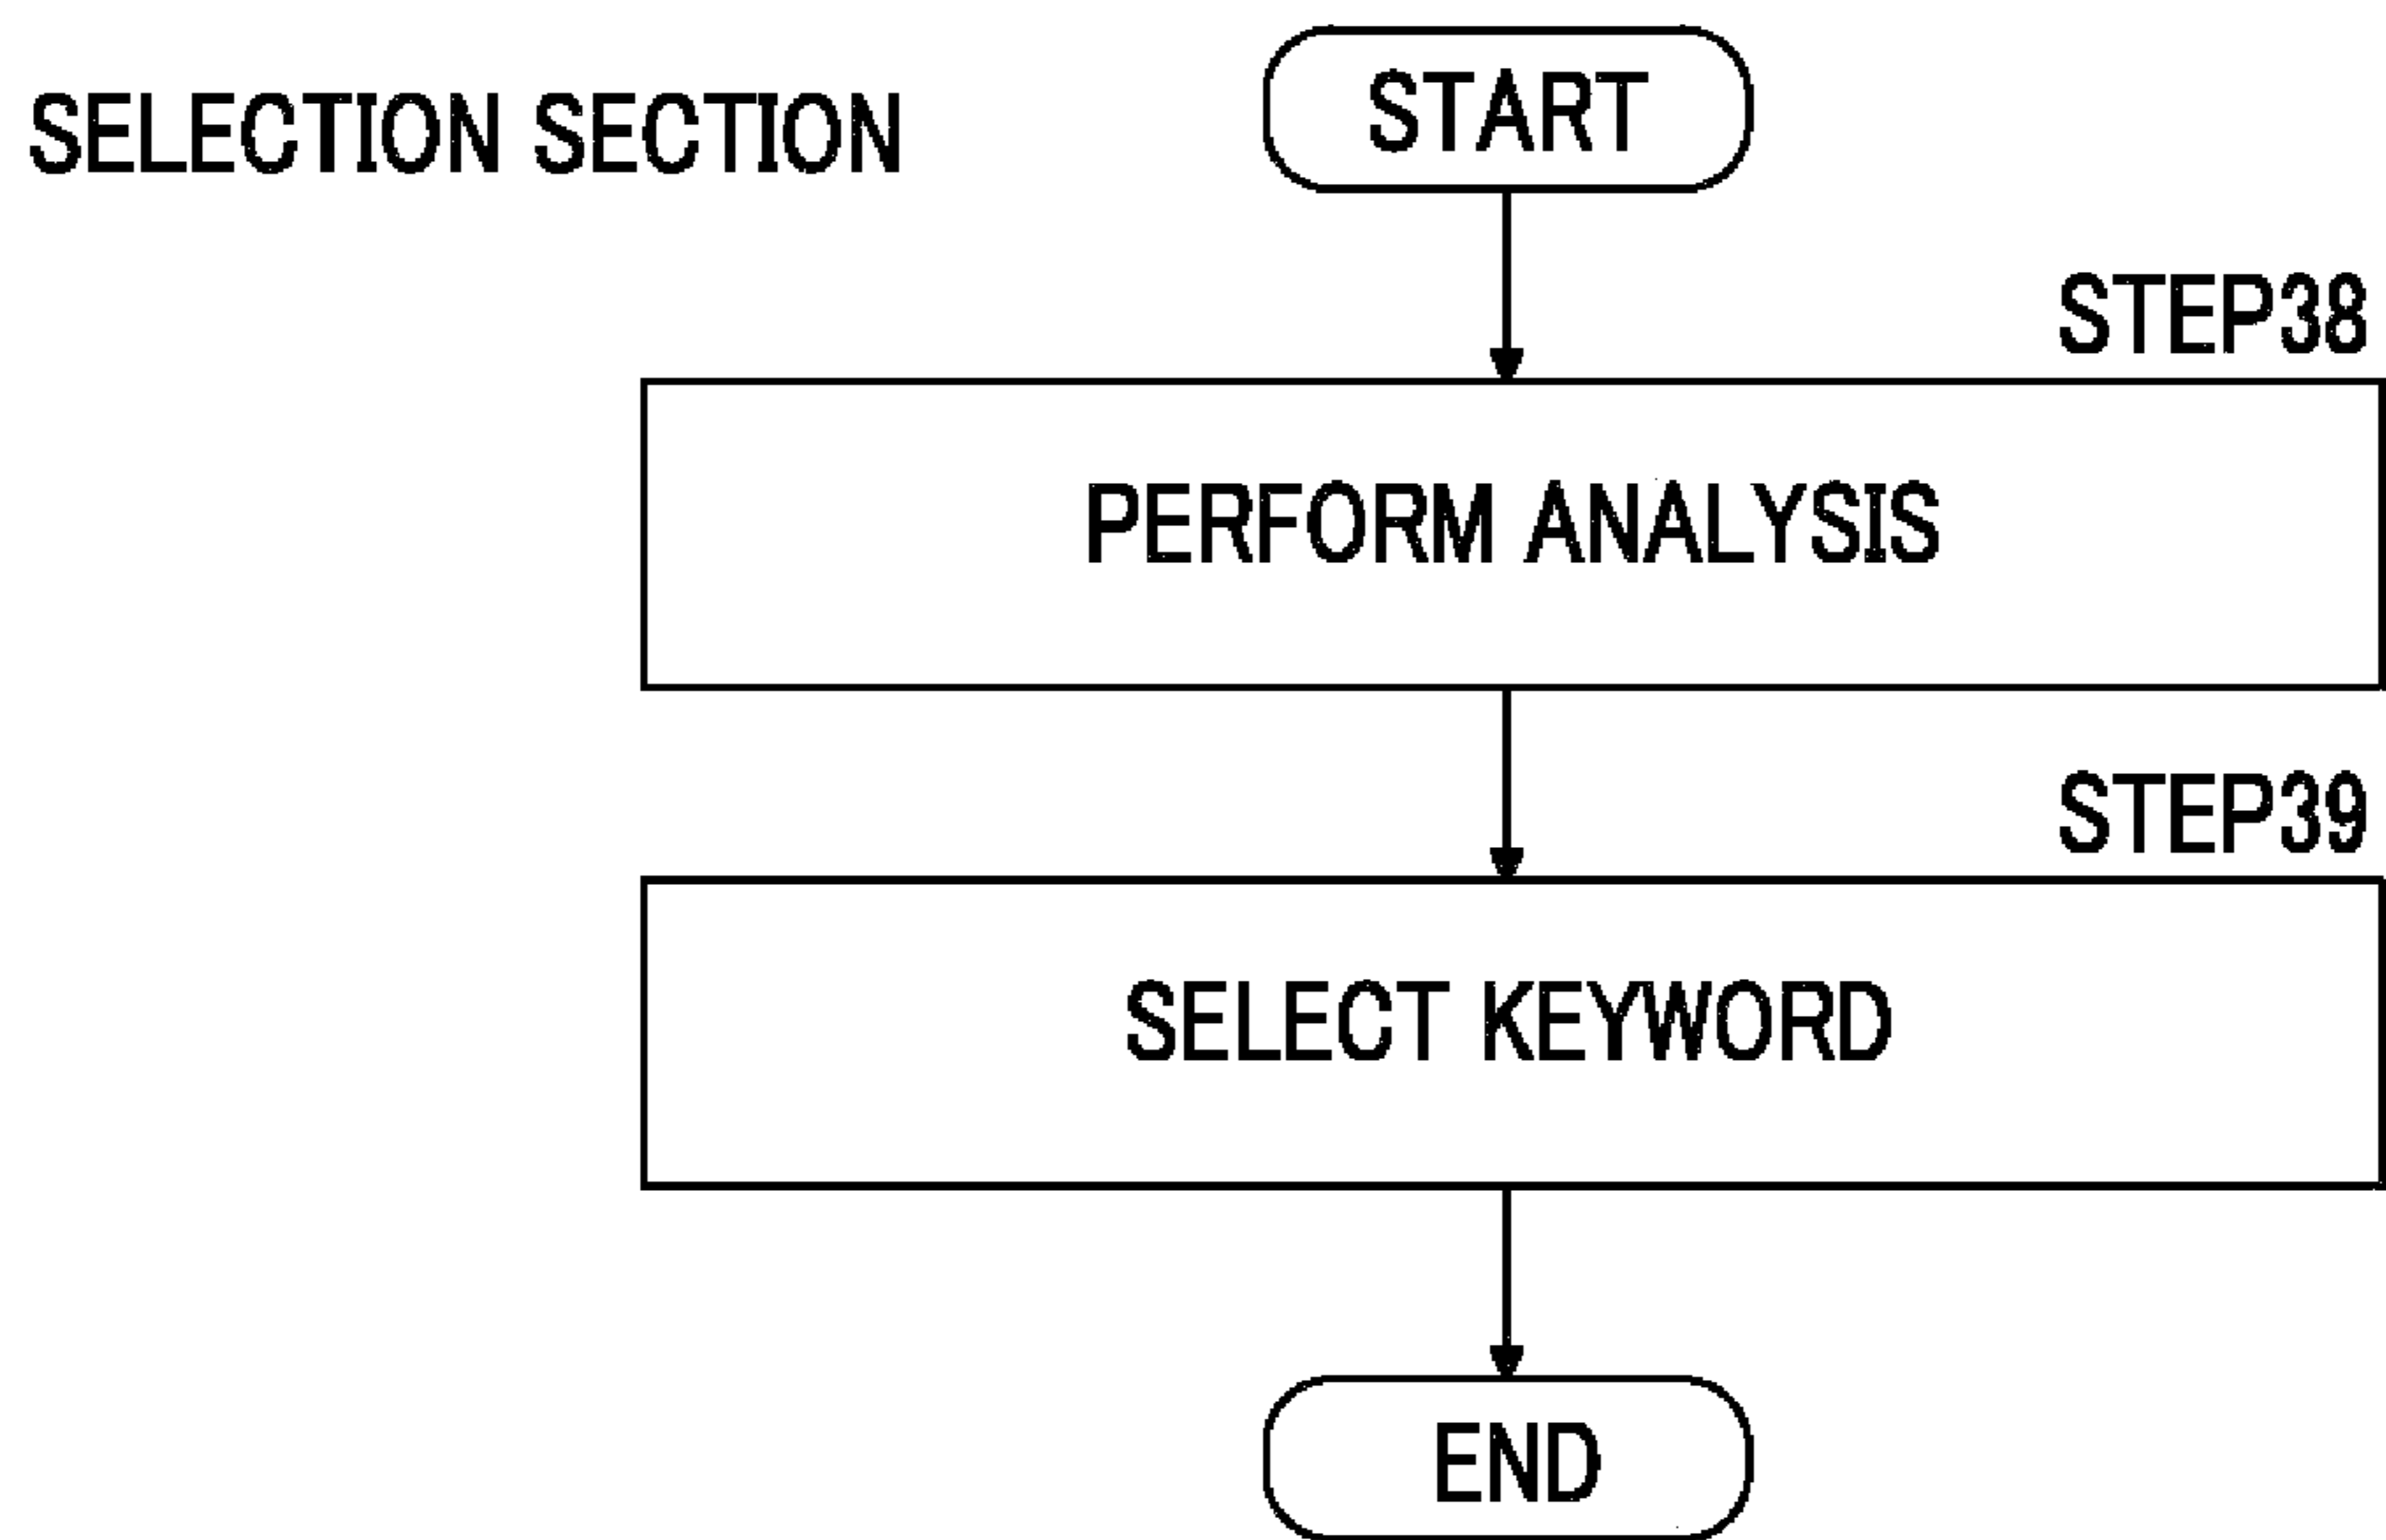 SELECTION SECTION
START
STEP38
PERFORM ANALYSIS
STEP39
SELECT KEYWORD
END